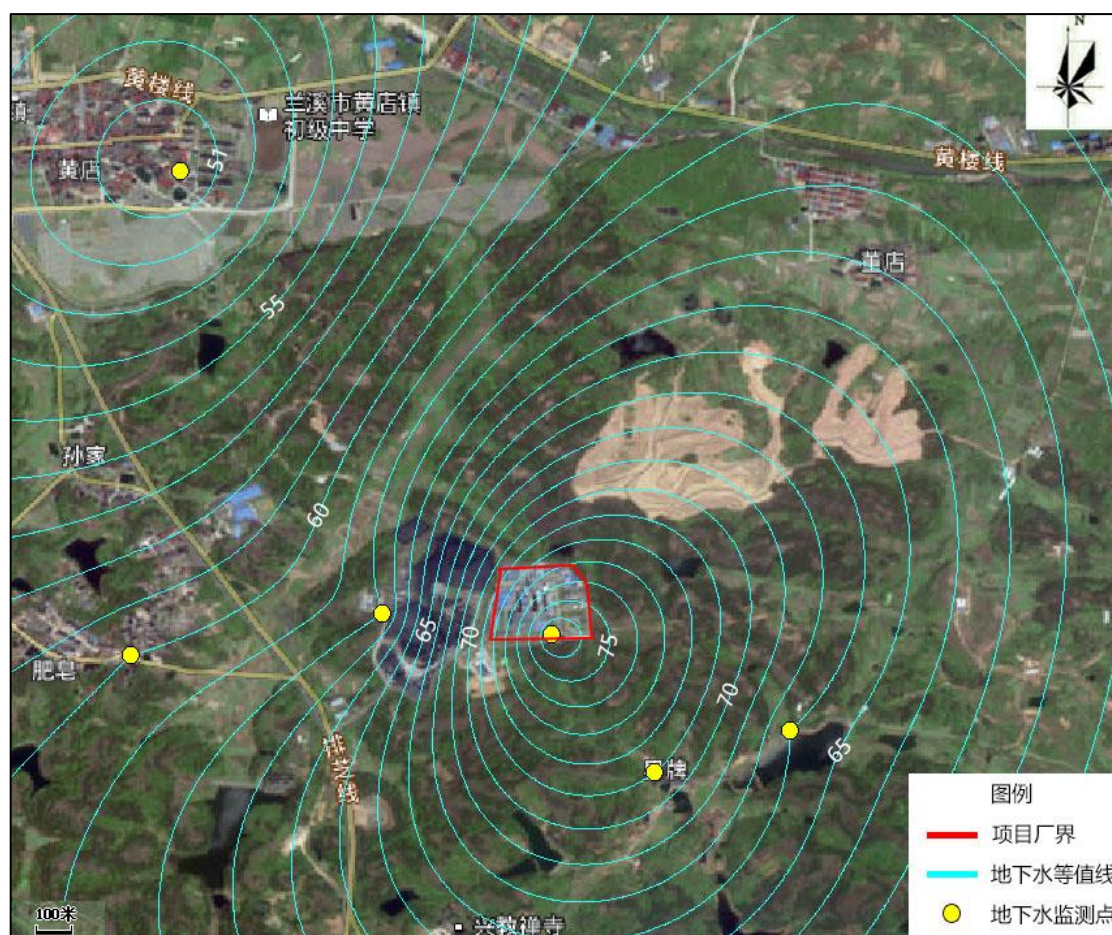 N
黄楼线
兰溪市黄店镇
初级中学
镇
黄店
51
黄楼线
董店
55
孙家
60
65
70
75
肥皂
70
65
图例
项目厂界
地下水等值线
地下水监测点
100米
兴教禅寺